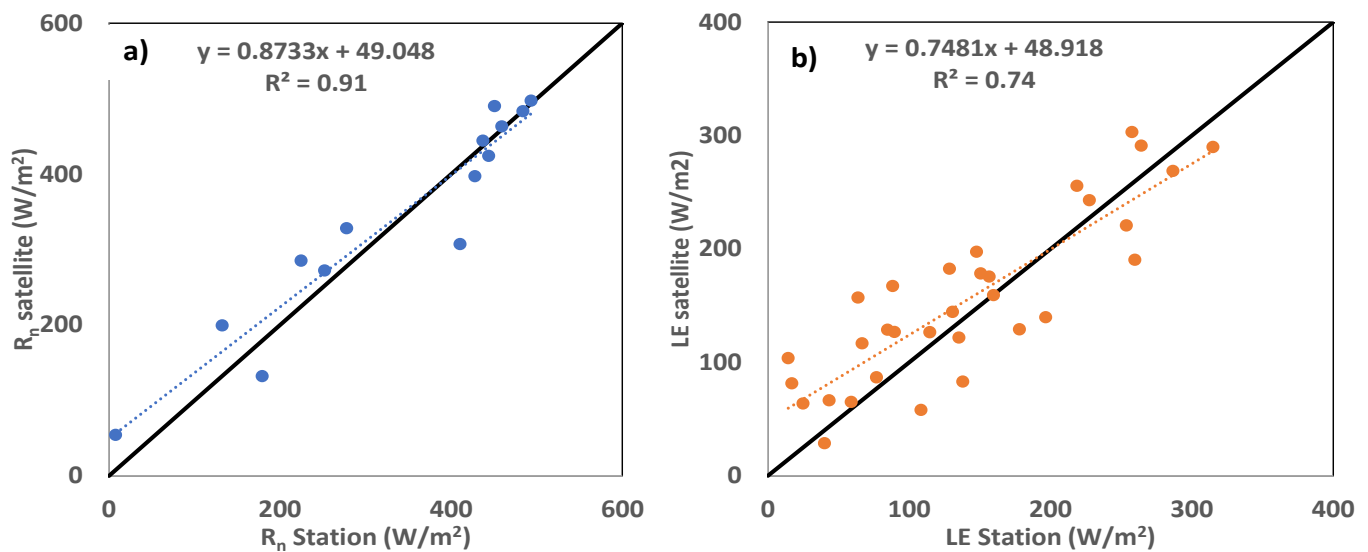 a)
y = 0.8733x + 49.048
R² = 0.91
600
400
200
0
Rₙ satellite (W/m²)
0 200 400 600
Rₙ Station (W/m²)
b)
y = 0.7481x + 48.918
R² = 0.74
400
300
200
100
0
LE satellite (W/m2)
0 100 200 300 400
LE Station (W/m²)